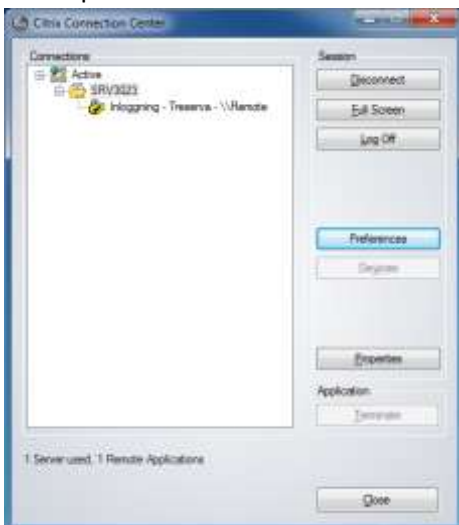 Citrix Connection Center
Connections
Active
SRV3023
Inloggning - Treserva - \\Remote
Session
Disconnect
Full Screen
Log Off
Preferences
Devices
Properties
Application
Terminate
1 Server used, 1 Remote Applications
Close